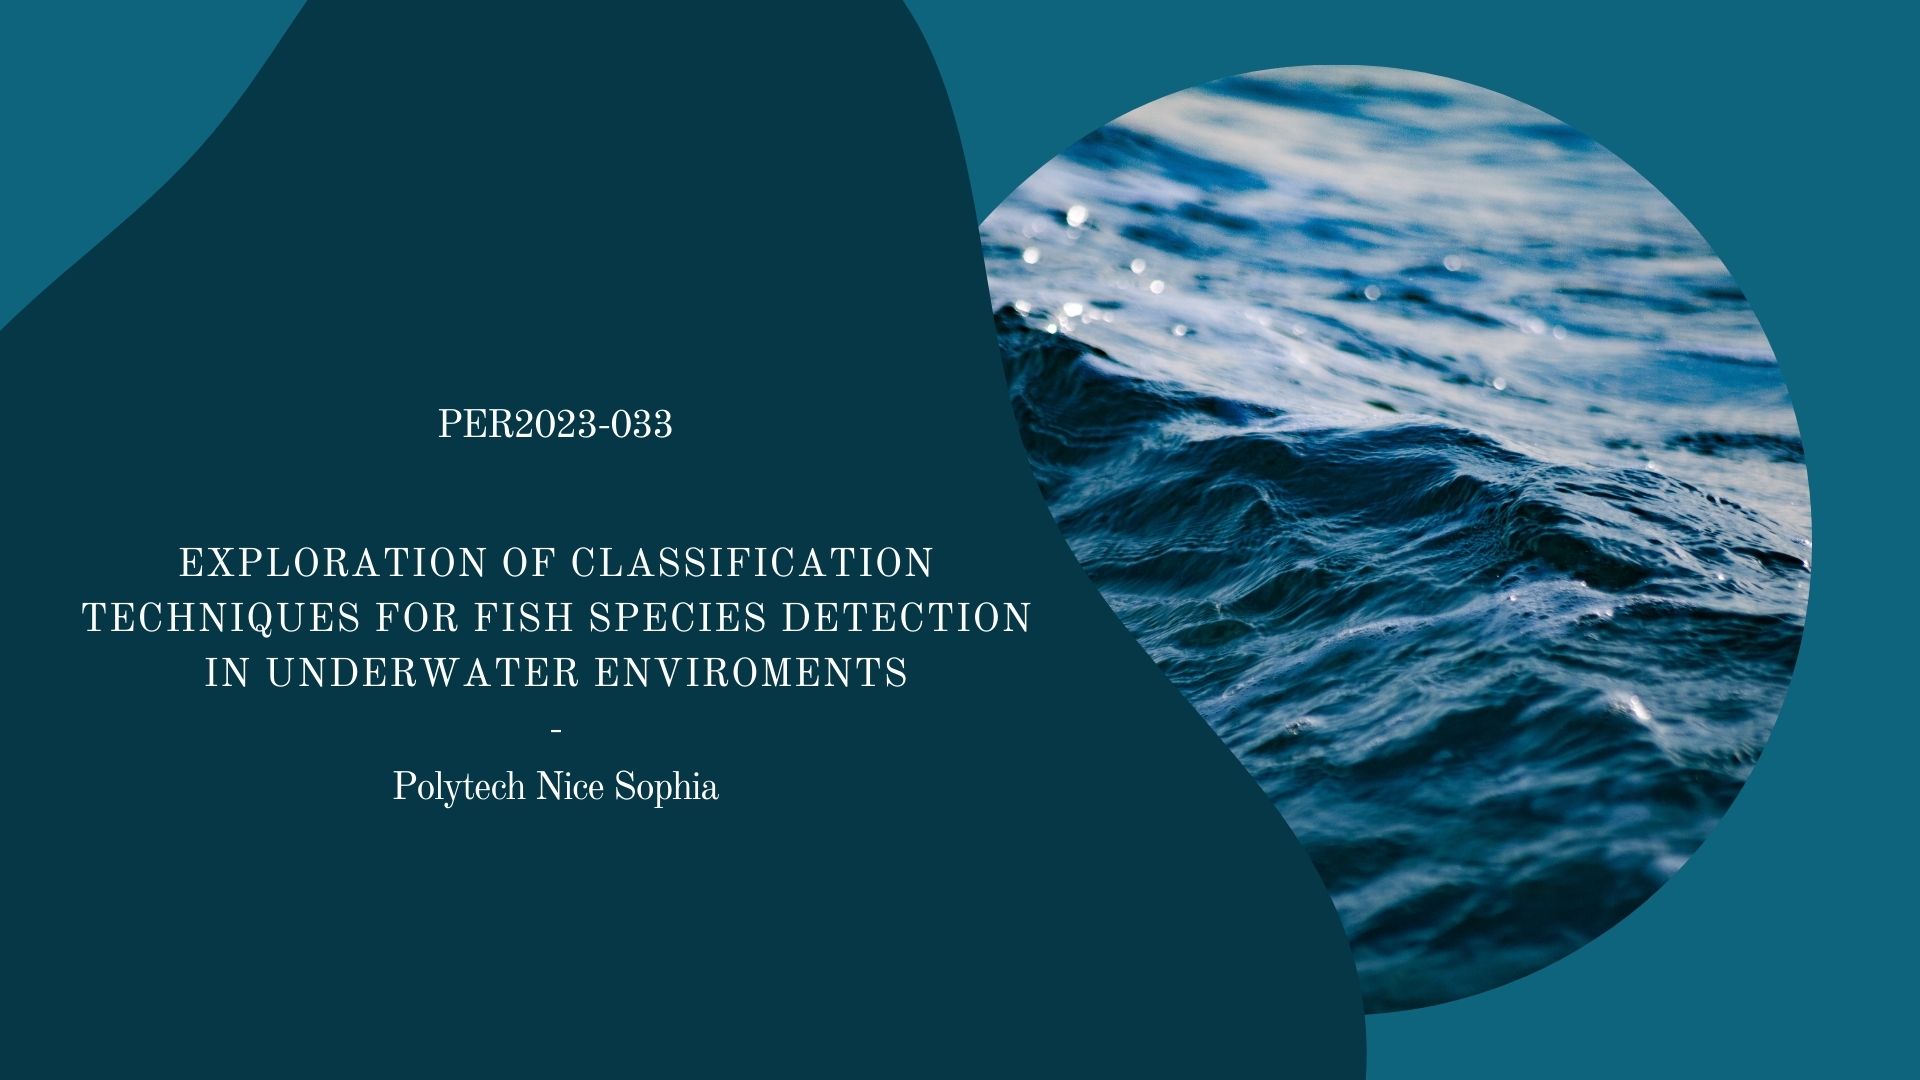 PER2023-033
EXPLORATION OF CLASSIFICATION
TECHNIQUES FOR FISH SPECIES DETECTION
IN UNDERWATER ENVIROMENTS
-
Polytech Nice Sophia